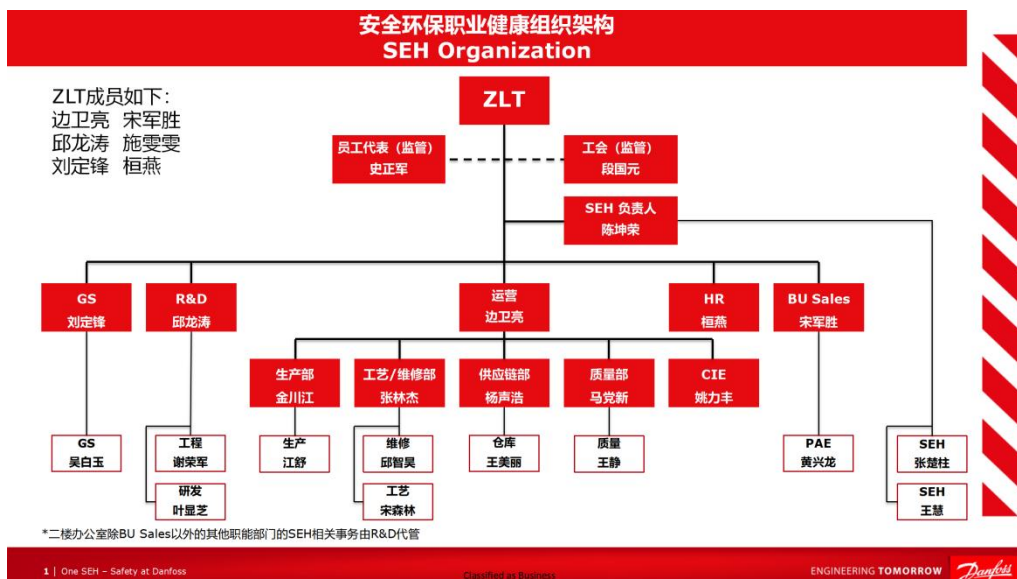 安全环保职业健康组织架构
SEH Organization
ZLT成员如下：
边卫亮 宋军胜
邱龙涛 施雯雯
刘定锋 桓燕
ZLT
员工代表（监管）
史正军
工会（监管）
段国元
SEH 负责人
陈坤荣
GS
刘定锋
R&D
邱龙涛
运营
边卫亮
HR
桓燕
BU Sales
宋军胜
生产部
金川江
工艺/维修部
张林杰
供应链部
杨声浩
质量部
马党新
CIE
姚力丰
GS
吴白玉
工程
谢荣军
生产
江舒
维修
邱智昊
仓库
王美丽
质量
王静
PAE
黄兴龙
SEH
张楚柱
研发
叶显芝
工艺
宋森林
SEH
王慧
*二楼办公室除BU Sales以外的其他职能部门的SEH相关事务由R&D代管
1 | One SEH – Safety at Danfoss
Classified as Business
ENGINEERING TOMORROW
Danfoss